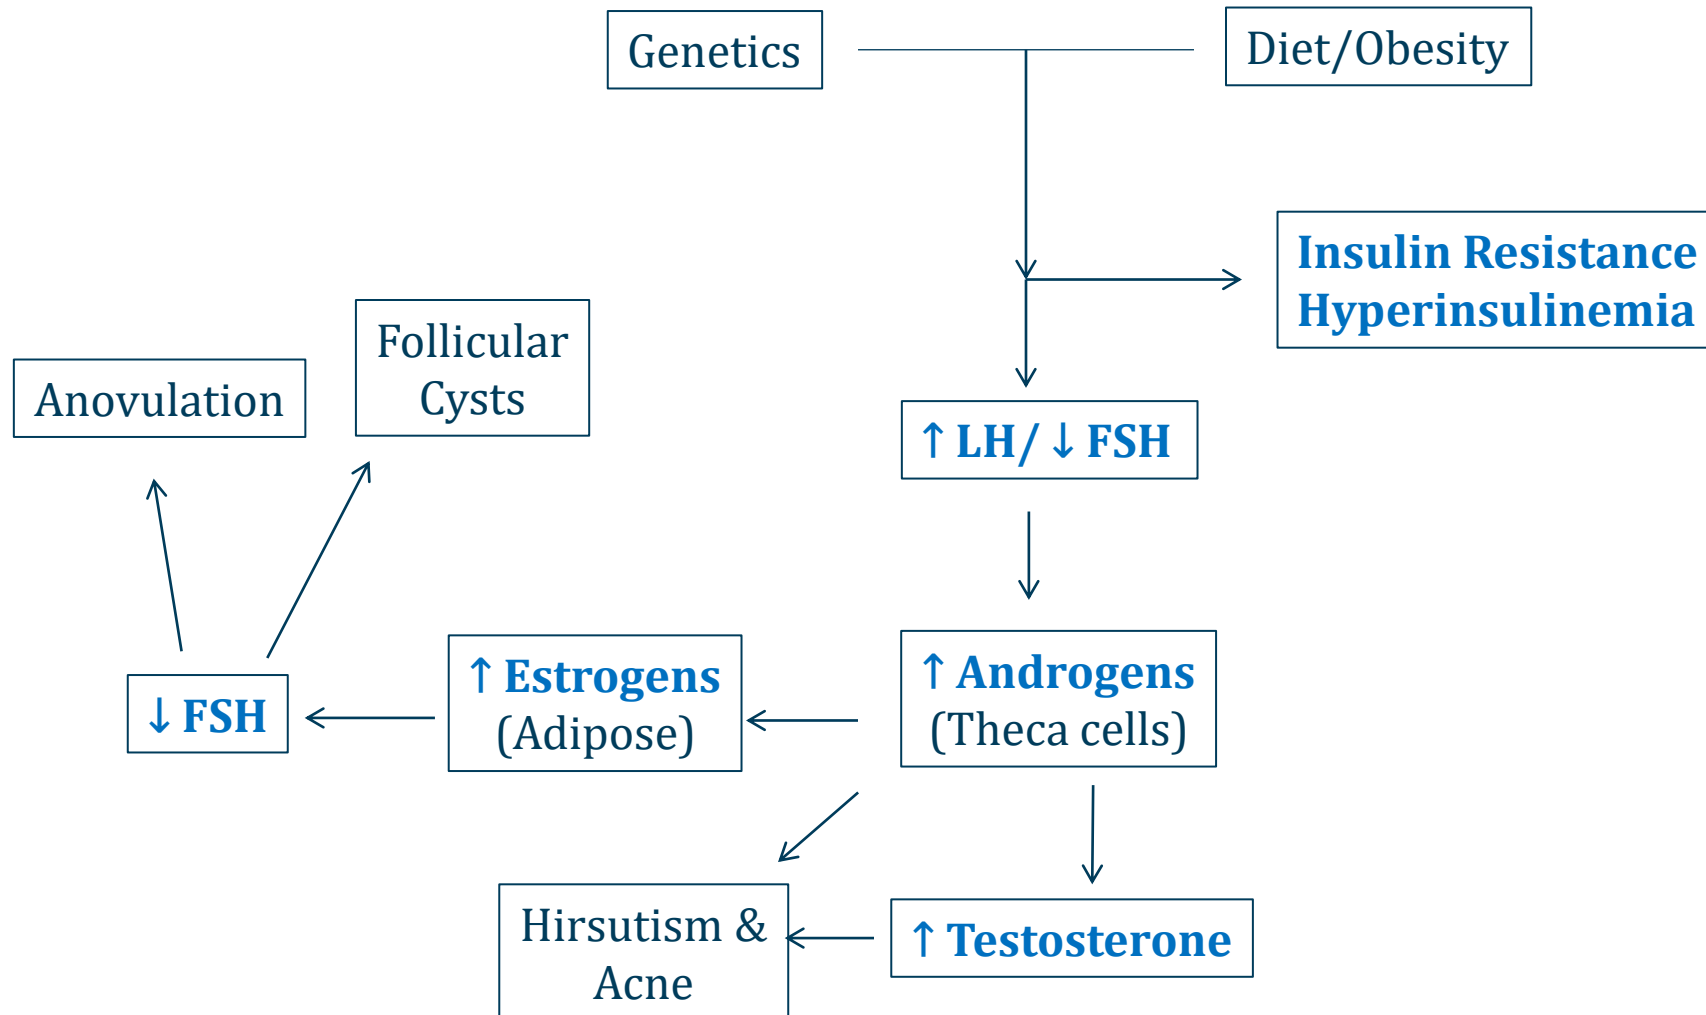 Genetics
Diet/Obesity
Insulin Resistance
Hyperinsulinemia
Follicular
Cysts
Anovulation
↑ LH/ ↓ FSH
↑ Estrogens
(Adipose)
↑ Androgens
(Theca cells)
↓ FSH
Hirsutism &
Acne
↑ Testosterone